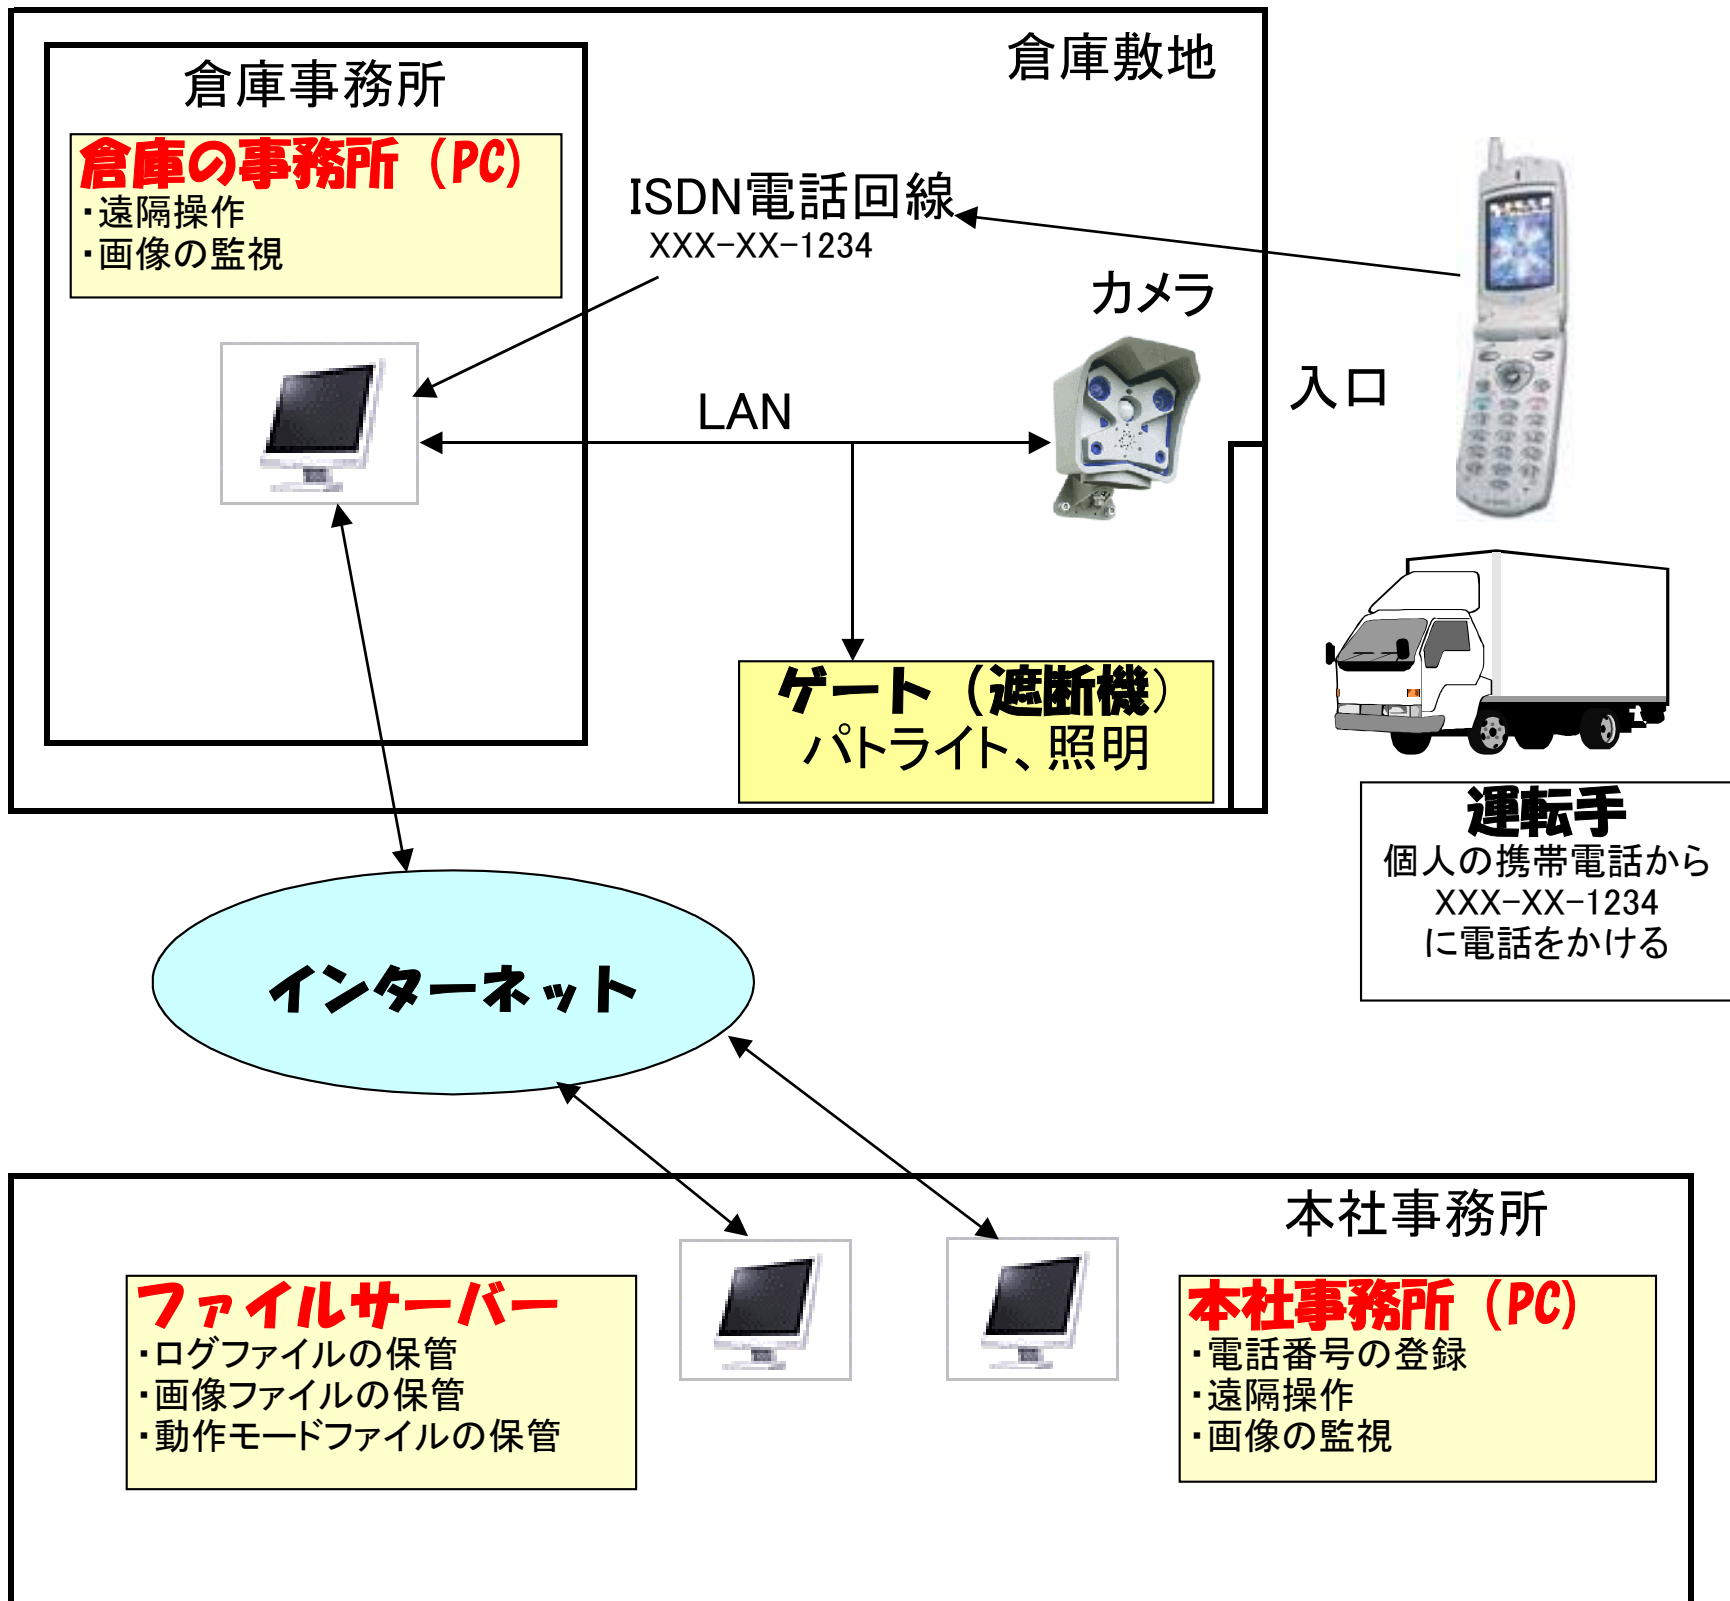 倉庫敷地
倉庫事務所
倉庫の事務所（PC）
・遠隔操作
・画像の監視
ISDN電話回線
XXX-XX-1234
カメラ
入口
LAN
ゲート（遮断機）
パトライト、照明
運転手
個人の携帯電話から
XXX-XX-1234
に電話をかける
インターネット
本社事務所
ファイルサーバー
・ログファイルの保管
・画像ファイルの保管
・動作モードファイルの保管
本社事務所（PC）
・電話番号の登録
・遠隔操作
・画像の監視